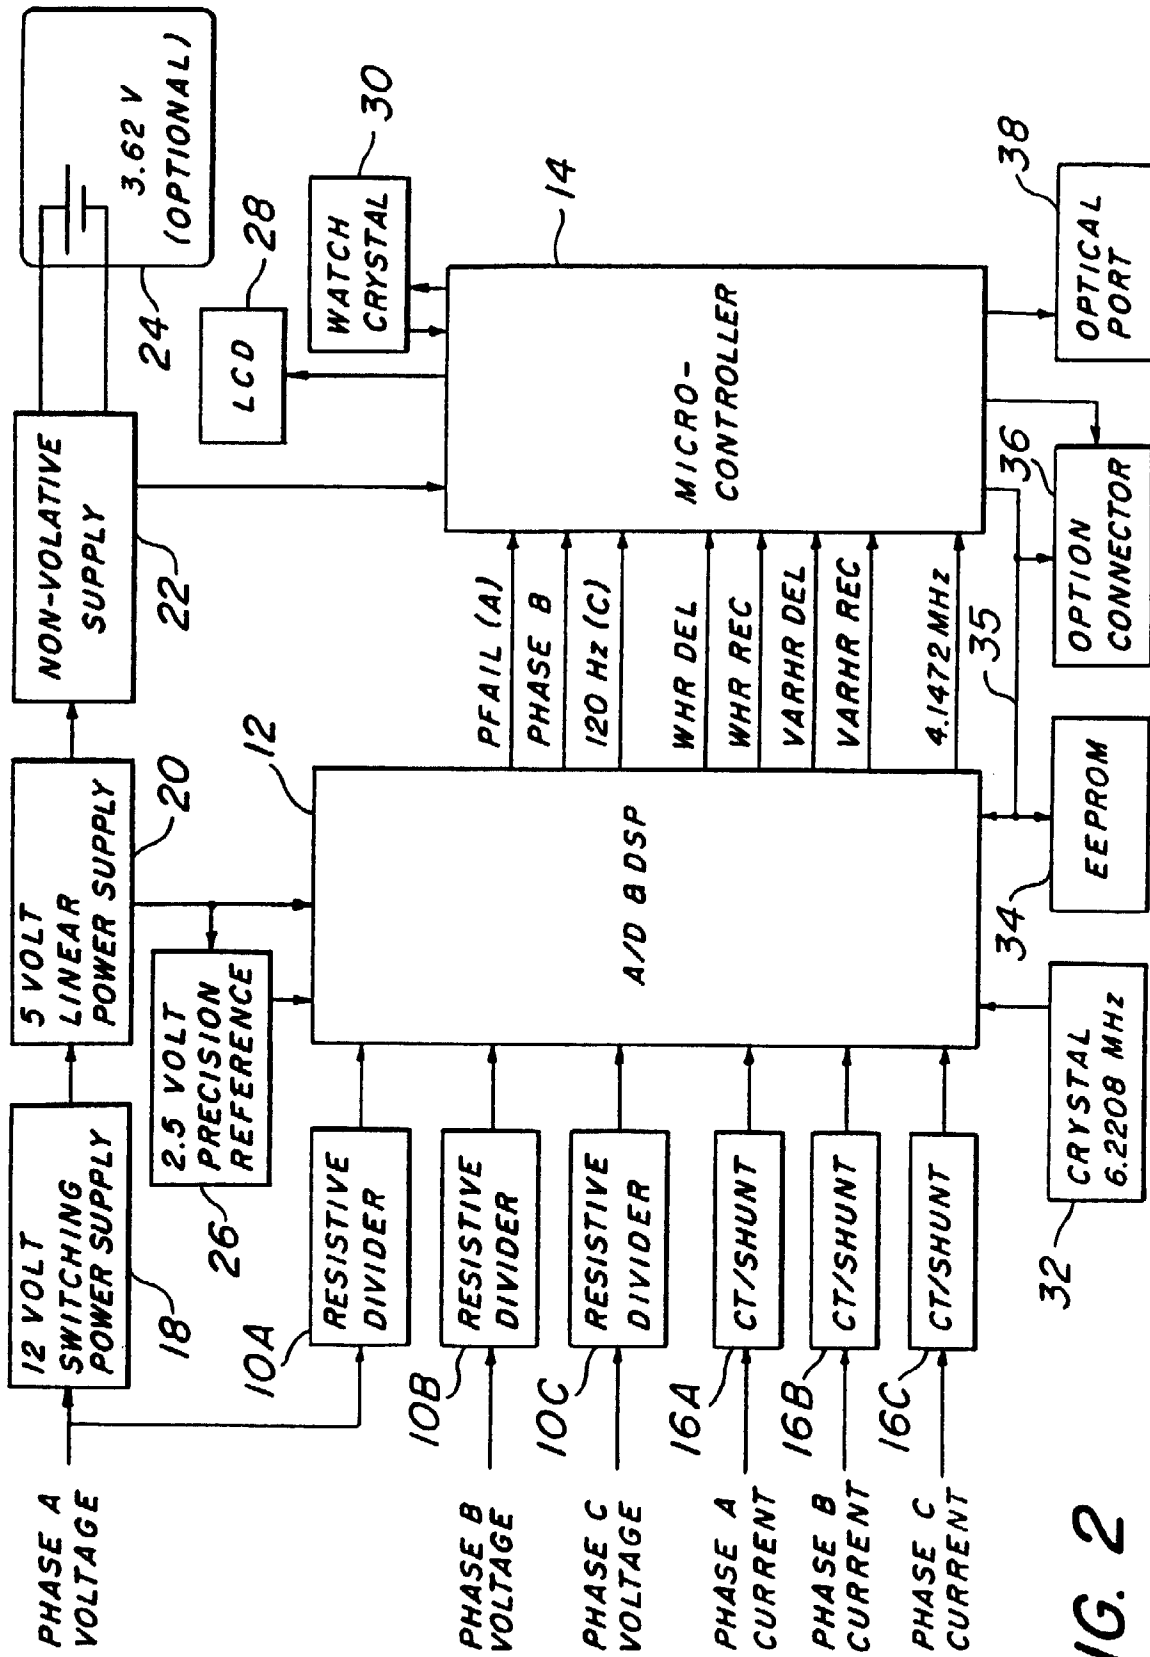 PHASE A
VOLTAGE
12 VOLT
SWITCHING
POWER SUPPLY
18
5 VOLT
LINEAR
POWER SUPPLY
20
NON-VOLATIVE
SUPPLY
22
3.62 V
(OPTIONAL)
24
2.5 VOLT
PRECISION
REFERENCE
26
LCD
28
WATCH
CRYSTAL
30
RESISTIVE
DIVIDER
10A
PHASE B
VOLTAGE
RESISTIVE
DIVIDER
10B
PHASE C
VOLTAGE
RESISTIVE
DIVIDER
10C
PHASE A
CURRENT
CT/SHUNT
16A
PHASE B
CURRENT
CT/SHUNT
16B
PHASE C
CURRENT
CT/SHUNT
16C
A/D & DSP
12
PFAIL (A)
PHASE B
120 Hz (C)
WHR DEL
WHR REC
VARHR DEL
VARHR REC
4.1472MHz
MICRO-
CONTROLLER
14
35
CRYSTAL
6.2208 MHz
32
EEPROM
34
OPTION
CONNECTOR
36
OPTICAL
PORT
38
IG. 2